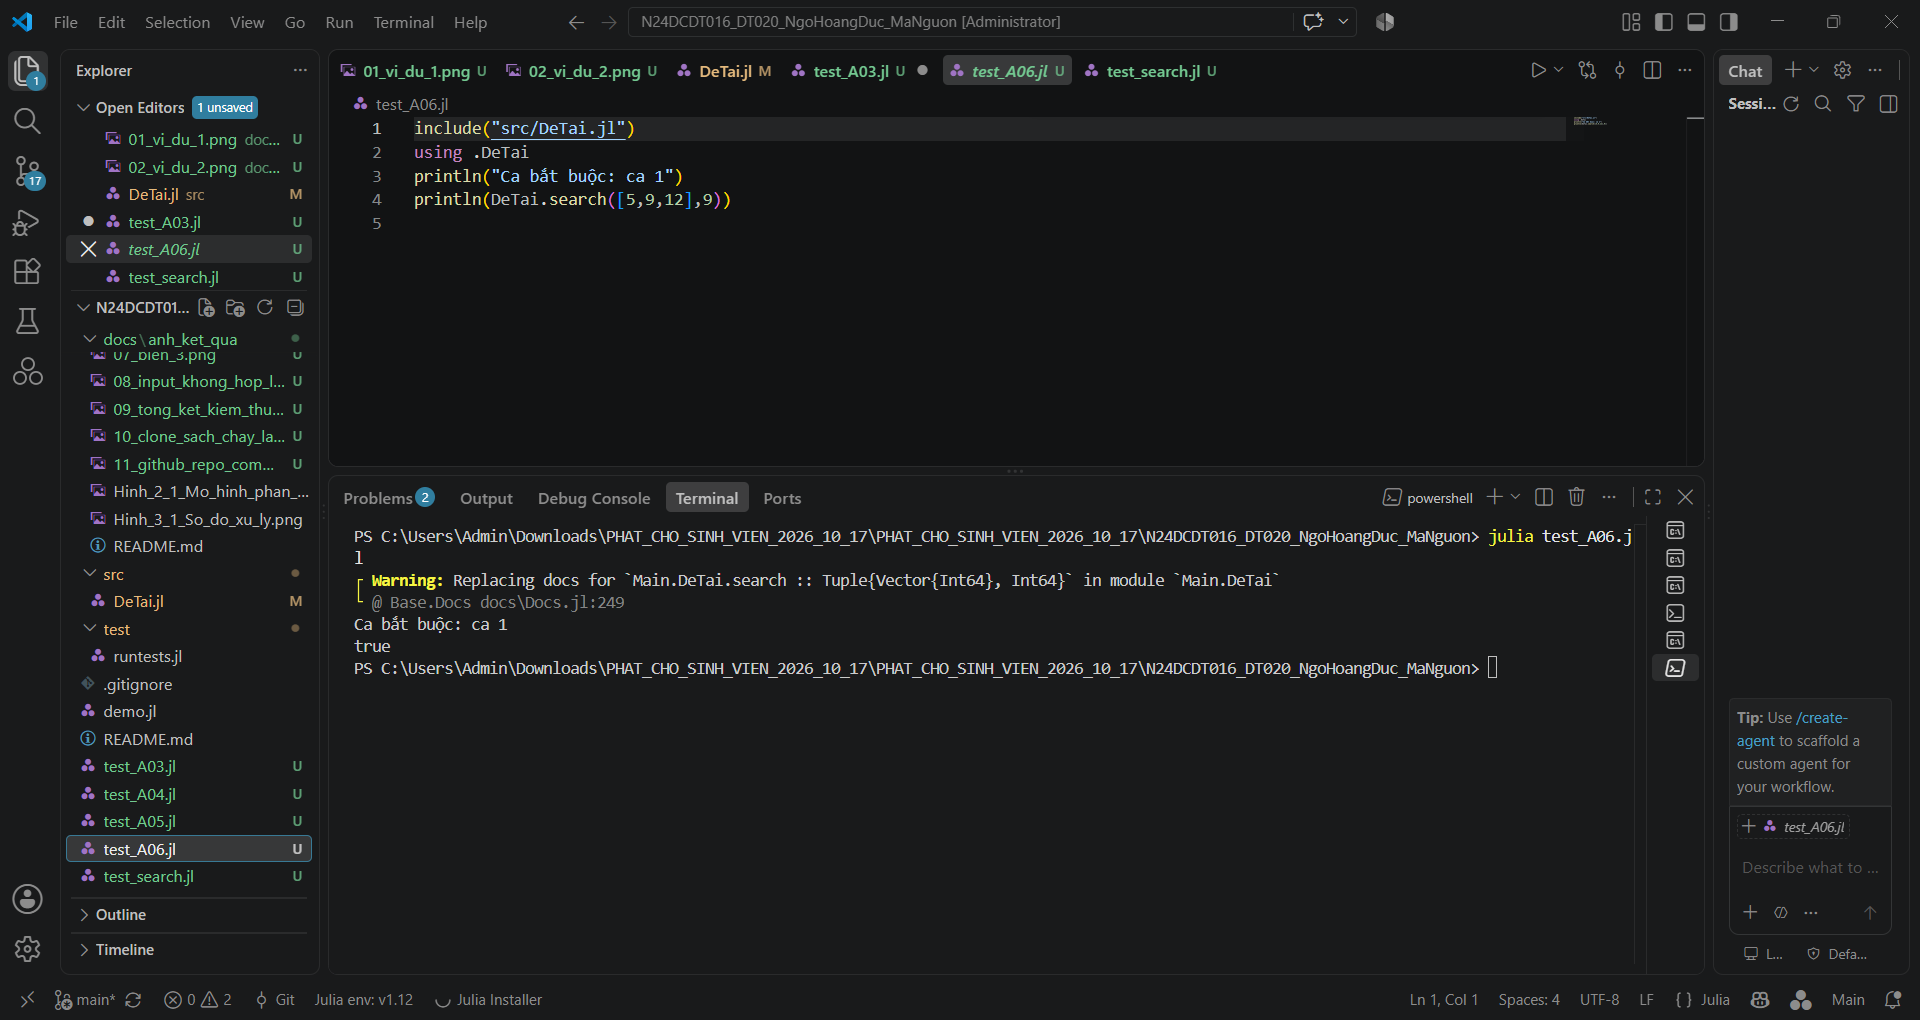 File Edit Selection View Go Run Terminal Help
N24DCDT016_DT020_NgoHoangDuc_MaNguon [Administrator]
Explorer
Open Editors 1 unsaved
01_vi_du_1.png doc... U
02_vi_du_2.png doc... U
DeTai.jl src M
test_A03.jl U
test_A06.jl U
test_search.jl U
N24DCDT01...
docs\anh_ket_qua
07_bien_3.png U
08_input_khong_hop_l... U
09_tong_ket_kiem_thu... U
10_clone_sach_chay_la... U
11_github_repo_com... U
Hinh_2_1_Mo_hinh_phan_...
Hinh_3_1_So_do_xu_ly.png
README.md
src
DeTai.jl M
test
runtests.jl
.gitignore
demo.jl
README.md
test_A03.jl U
test_A04.jl U
test_A05.jl U
test_A06.jl U
test_search.jl U
Outline
Timeline
1
17
01_vi_du_1.png U 02_vi_du_2.png U DeTai.jl M test_A03.jl U test_A06.jl U test_search.jl U
test_A06.jl
1 include("src/DeTai.jl")
2 using .DeTai
3 println("Ca bắt buộc: ca 1")
4 println(DeTai.search([5,9,12],9))
5
Problems 2 Output Debug Console Terminal Ports
powershell
PS C:\Users\Admin\Downloads\PHAT_CHO_SINH_VIEN_2026_10_17\PHAT_CHO_SINH_VIEN_2026_10_17\N24DCDT016_DT020_NgoHoangDuc_MaNguon> julia test_A06.j
l
Warning: Replacing docs for `Main.DeTai.search :: Tuple{Vector{Int64}, Int64}` in module `Main.DeTai`
@ Base.Docs docs\Docs.jl:249
Ca bắt buộc: ca 1
true
PS C:\Users\Admin\Downloads\PHAT_CHO_SINH_VIEN_2026_10_17\PHAT_CHO_SINH_VIEN_2026_10_17\N24DCDT016_DT020_NgoHoangDuc_MaNguon>
Chat
Sessi...
Tip: Use /create-
agent to scaffold a
custom agent for
your workflow.
test_A06.jl
Describe what to ...
L... Defa...
main* 0 2 Git Julia env: v1.12 Julia Installer
Ln 1, Col 1 Spaces: 4 UTF-8 LF { } Julia Main